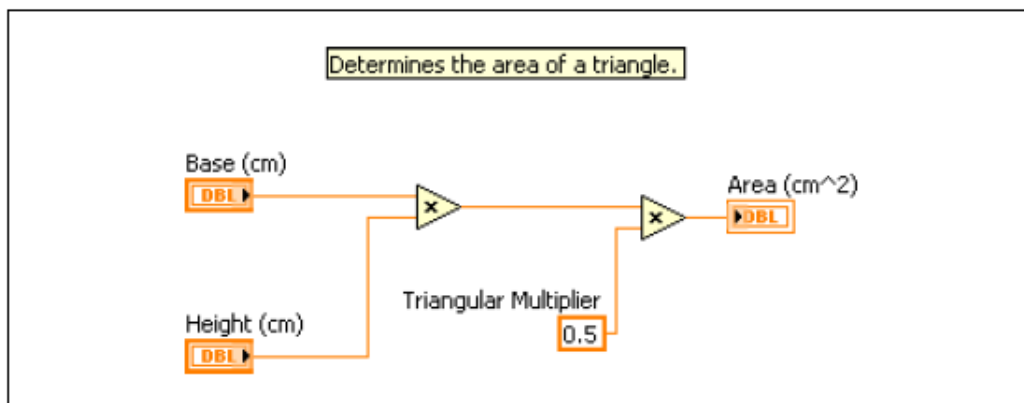 Determines the area of a triangle.
Base (cm)
DBL
×
×
Area (cm^2)
DBL
Triangular Multiplier
0.5
Height (cm)
DBL